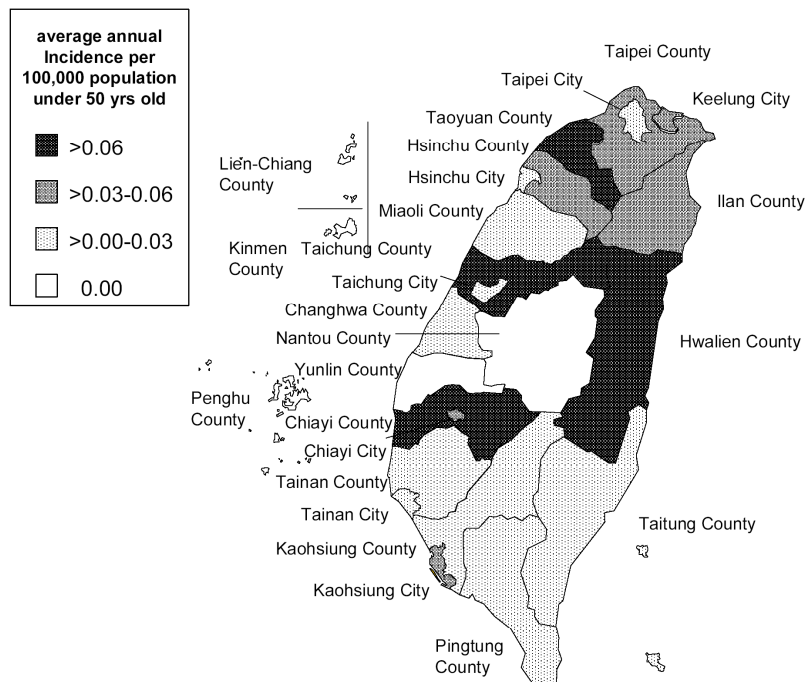 average annual
Incidence per
100,000 population
under 50 yrs old
>0.06
>0.03-0.06
>0.00-0.03
0.00
Taipei County
Taipei City
Keelung City
Taoyuan County
Hsinchu County
Lien-Chiang
County
Hsinchu City
Ilan County
Miaoli County
Kinmen
County
Taichung County
Taichung City
Changhwa County
Nantou County
Hwalien County
Yunlin County
Penghu
County
Chiayi County
Chiayi City
Tainan County
Tainan City
Taitung County
Kaohsiung County
Kaohsiung City
Pingtung
County